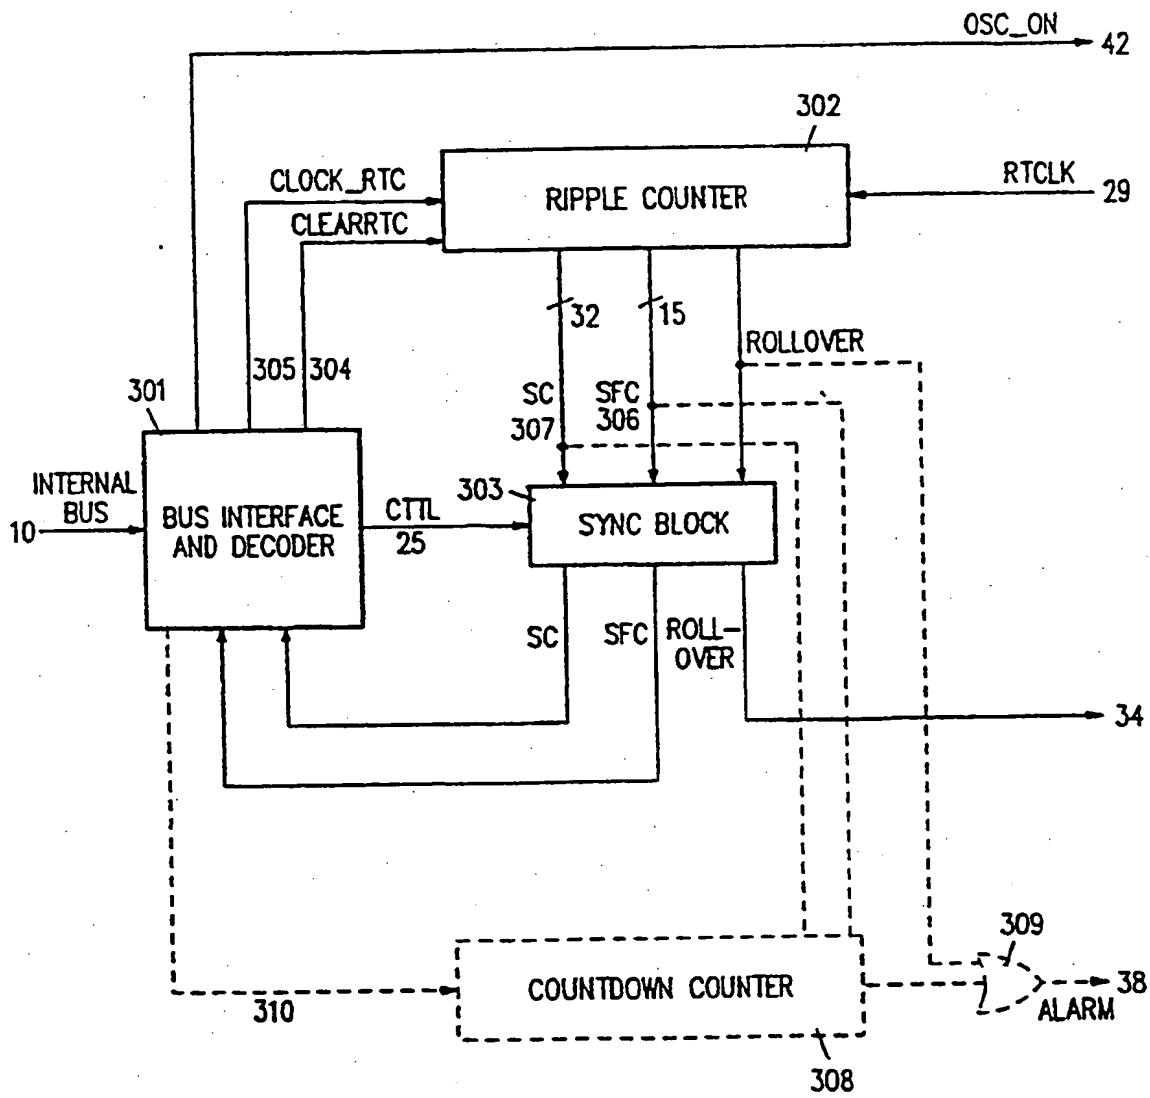 OSC_ON
42
302
CLOCK_RTC
RIPPLE COUNTER
RTCLK
29
CLEARRTC
32
15
ROLLOVER
305
304
301
SC
307
SFC
306
INTERNAL
BUS
10
BUS INTERFACE
AND DECODER
CTTL
25
303
SYNC BLOCK
SC
SFC
ROLL-
OVER
34
309
310
COUNTDOWN COUNTER
38
ALARM
308